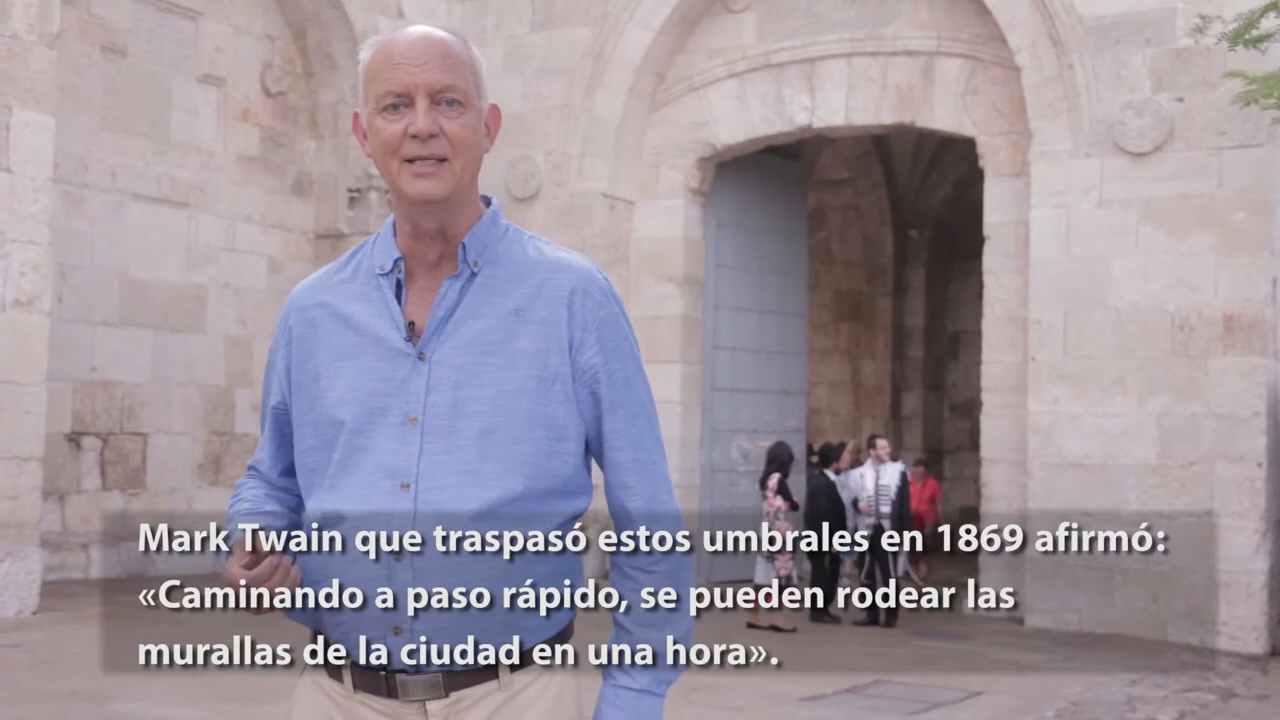 Mark Twain que traspasó estos umbrales en 1869 afirmó:
«Caminando a paso rápido, se pueden rodear las
murallas de la ciudad en una hora».